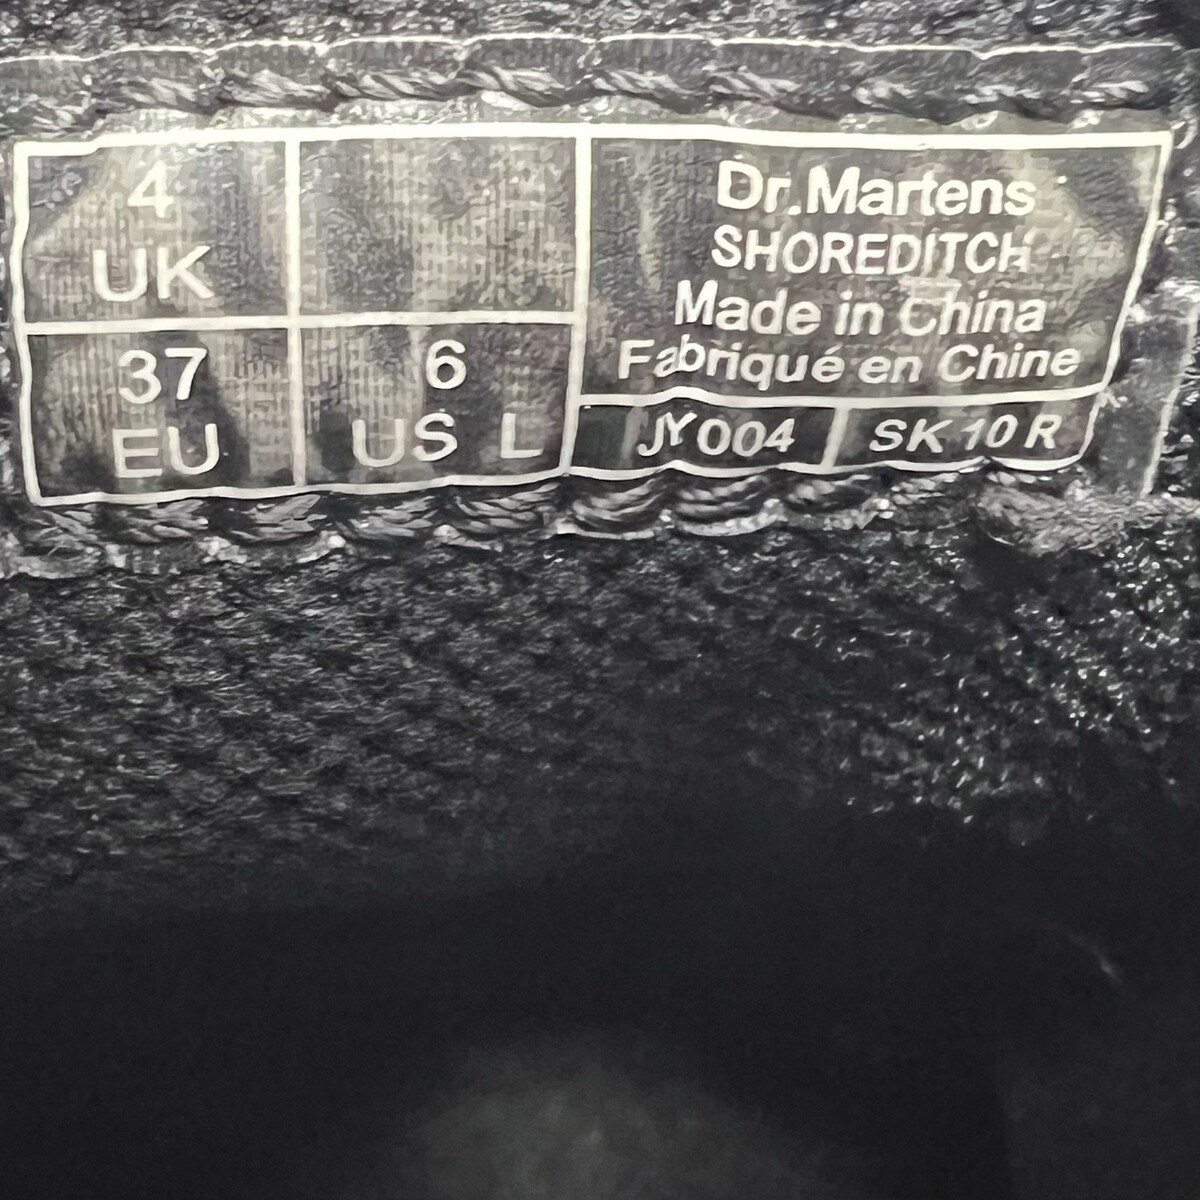 4
UK
37
EU
6
US L
Dr.Martens
SHOREDITCH
Made in China
Fabriqué en Chine
JY004
SK 10 R